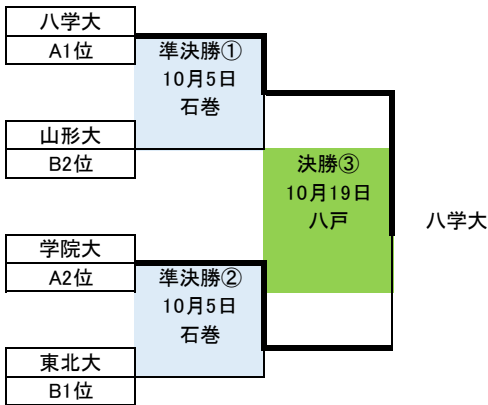 八学大
A1位
準決勝①
10月5日
石巻
山形大
B2位
決勝③
10月19日
八戸
八学大
学院大
A2位
準決勝②
10月5日
石巻
東北大
B1位